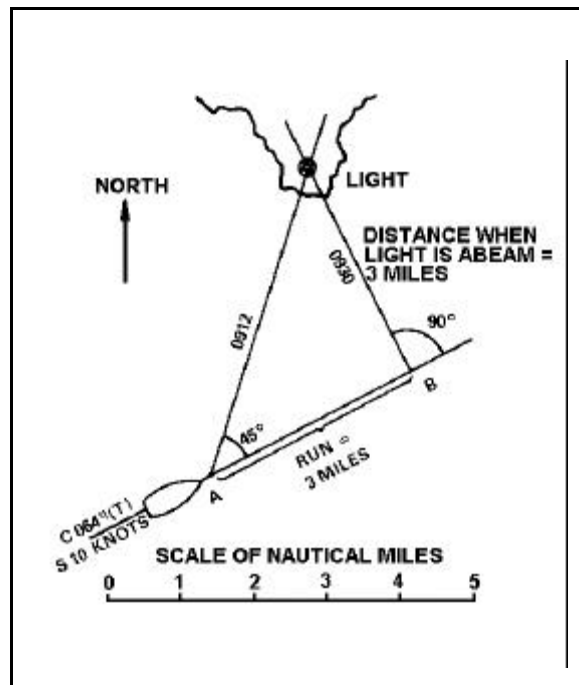 NORTH
LIGHT
DISTANCE WHEN
LIGHT IS ABEAM =
3 MILES
0912
0930
90°
45°
A
B
RUN =
3 MILES
C 064°(T)
S 10 KNOTS
SCALE OF NAUTICAL MILES
0 1 2 3 4 5